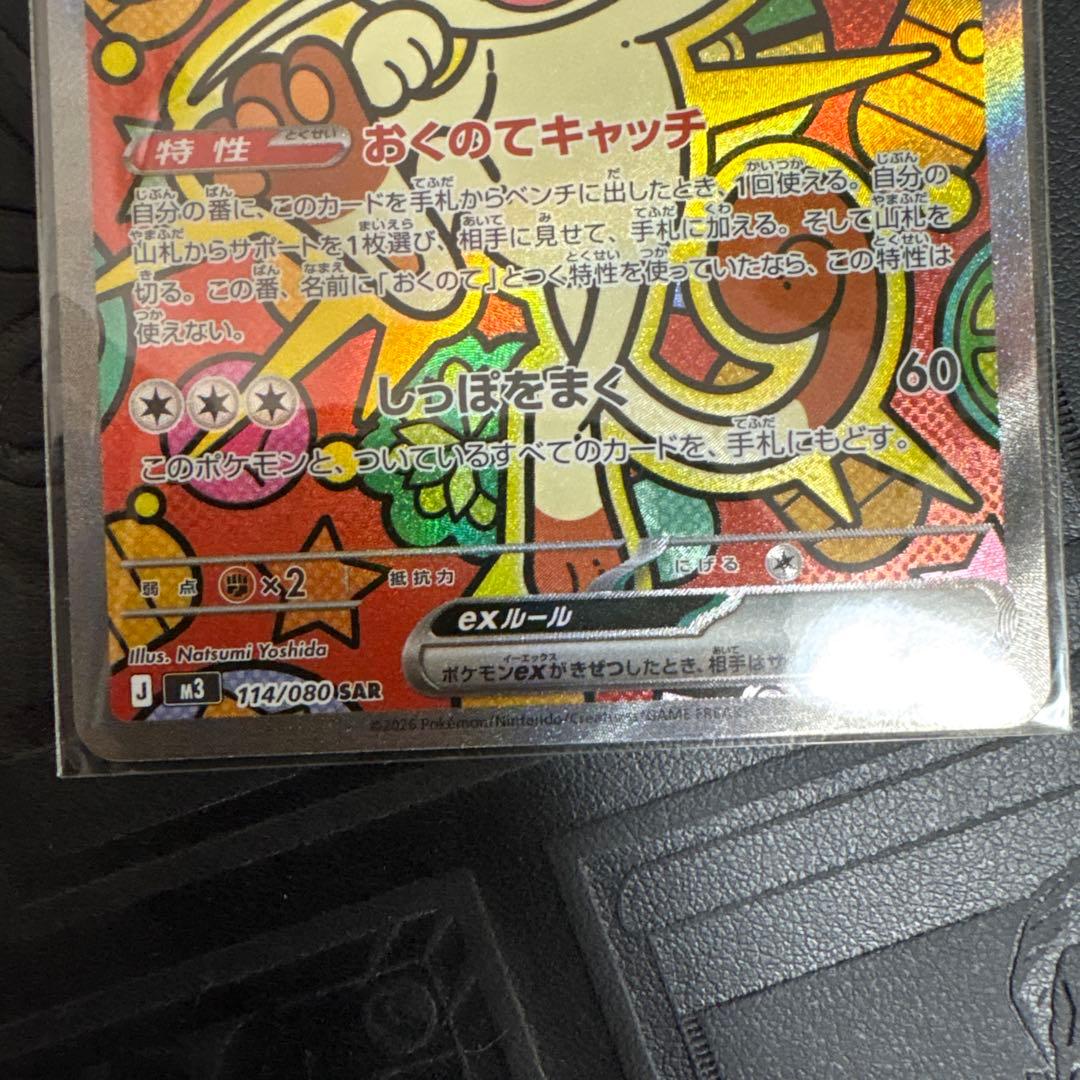 特性 おくのてキャッチ
自分の番に、このカードを手札からベンチに出したとき、1回使える。自分の
山札からサポートを1枚選び、相手に見せて、手札に加える。そして山札を
切る。この番、名前に「おくのて」とつく特性を使っていたなら、この特性は
使えない。
しっぽをまく 60
このポケモンと、ついているすべてのカードを、手札にもどす。
弱点 ×2 抵抗力 にげる
exルール
ポケモンexがきぜつしたとき、相手はサ
Illus. Natsumi Yoshida
J M3 114/080 SAR
©2026 Pokémon/Nintendo/Creatures/GAME FREAK